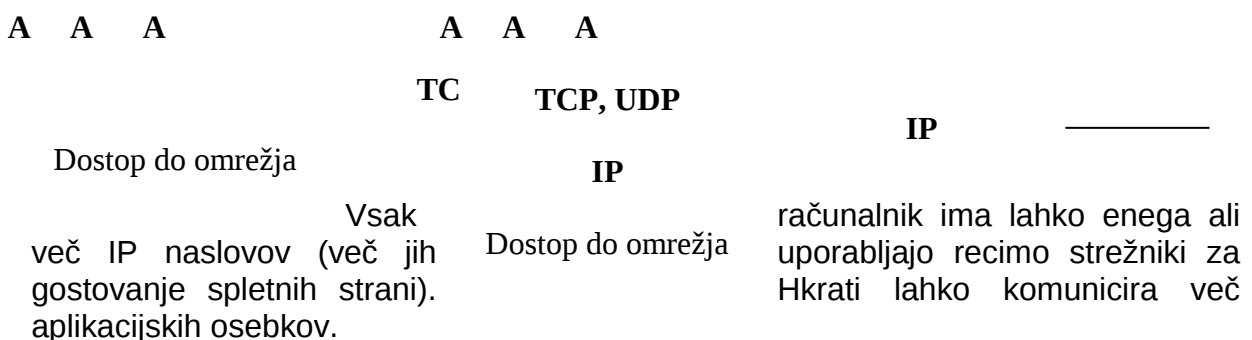 A A A A A A
TC TCP, UDP
IP
Dostop do omrežja
IP
Vsak računalnik ima lahko enega ali
Dostop do omrežja
več IP naslovov (več jih uporabljajo recimo strežniki za
gostovanje spletnih strani). Hkrati lahko komunicira več
aplikacijskih osebkov.